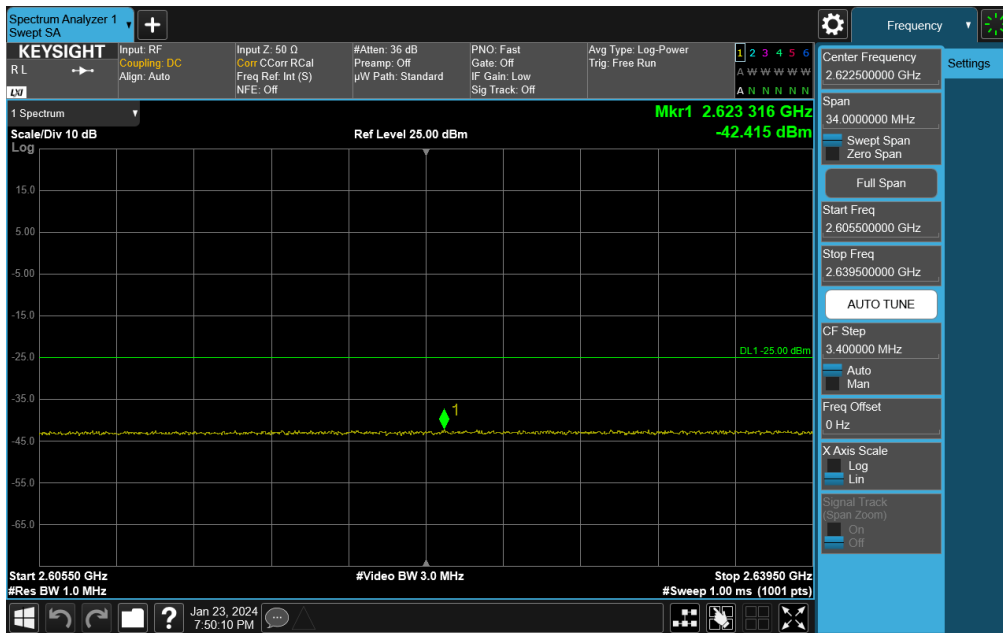 Spectrum Analyzer 1
Swept SA
Frequency
KEYSIGHT
R L
LXI
Input: RF
Coupling: DC
Align: Auto
Input Z: 50 Ω
Corr CCorr RCal
Freq Ref: Int (S)
NFE: Off
#Atten: 36 dB
Preamp: Off
µW Path: Standard
PNO: Fast
Gate: Off
IF Gain: Low
Sig Track: Off
Avg Type: Log-Power
Trig: Free Run
1 2 3 4 5 6
A W W W W W
A N N N N N
1 Spectrum
Scale/Div 10 dB
Log
Ref Level 25.00 dBm
Mkr1 2.623 316 GHz
-42.415 dBm
15.0
5.00
-5.00
-15.0
-25.0
DL1 -25.00 dBm
-35.0
1
-45.0
-55.0
-65.0
Start 2.60550 GHz
#Res BW 1.0 MHz
#Video BW 3.0 MHz
Stop 2.63950 GHz
#Sweep 1.00 ms (1001 pts)
Center Frequency
2.622500000 GHz
Settings
Span
34.0000000 MHz
Swept Span
Zero Span
Full Span
Start Freq
2.605500000 GHz
Stop Freq
2.639500000 GHz
AUTO TUNE
CF Step
3.400000 MHz
Auto
Man
Freq Offset
0 Hz
X Axis Scale
Log
Lin
Signal Track
(Span Zoom)
On
Off
?
Jan 23, 2024
7:50:10 PM